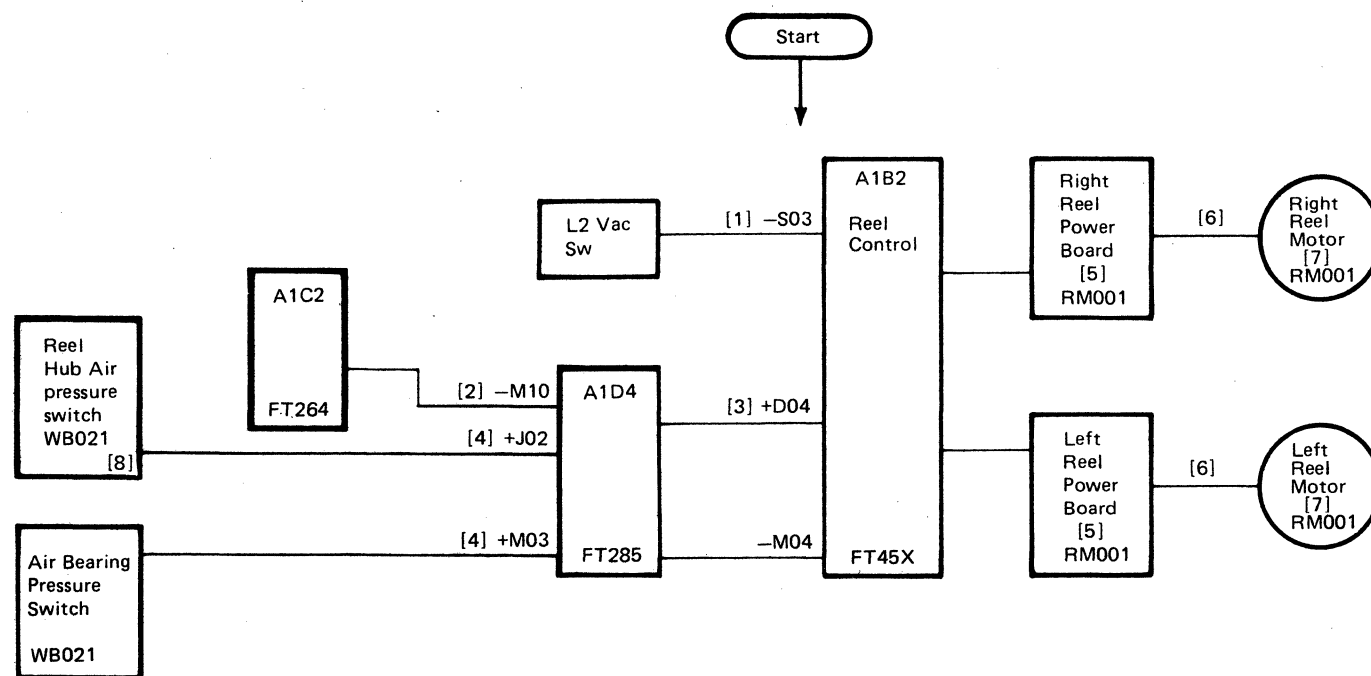 Start
A1B2
Reel
Control
FT45X
L2 Vac
Sw
[1] −S03
A1C2
FT264
Reel
Hub Air
pressure
switch
WB021
[8]
[2] −M10
[4] +J02
A1D4
FT285
[3] +D04
−M04
Air Bearing
Pressure
Switch
WB021
[4] +M03
Right
Reel
Power
Board
[5]
RM001
[6]
Right
Reel
Motor
[7]
RM001
Left
Reel
Power
Board
[5]
RM001
[6]
Left
Reel
Motor
[7]
RM001